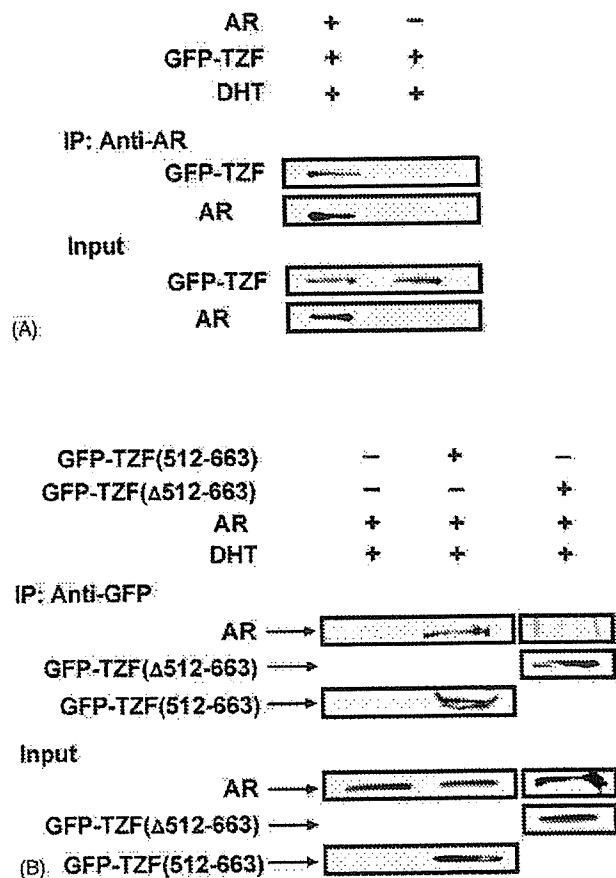 AR + −
GFP-TZF + +
DHT + +
IP: Anti-AR
GFP-TZF
AR
Input
GFP-TZF
AR
(A)
GFP-TZF(512-663) − + −
GFP-TZF(Δ512-663) − − +
AR + + +
DHT + + +
IP: Anti-GFP
AR
GFP-TZF(Δ512-663)
GFP-TZF(512-663)
Input
AR
GFP-TZF(Δ512-663)
(B) GFP-TZF(512-663)